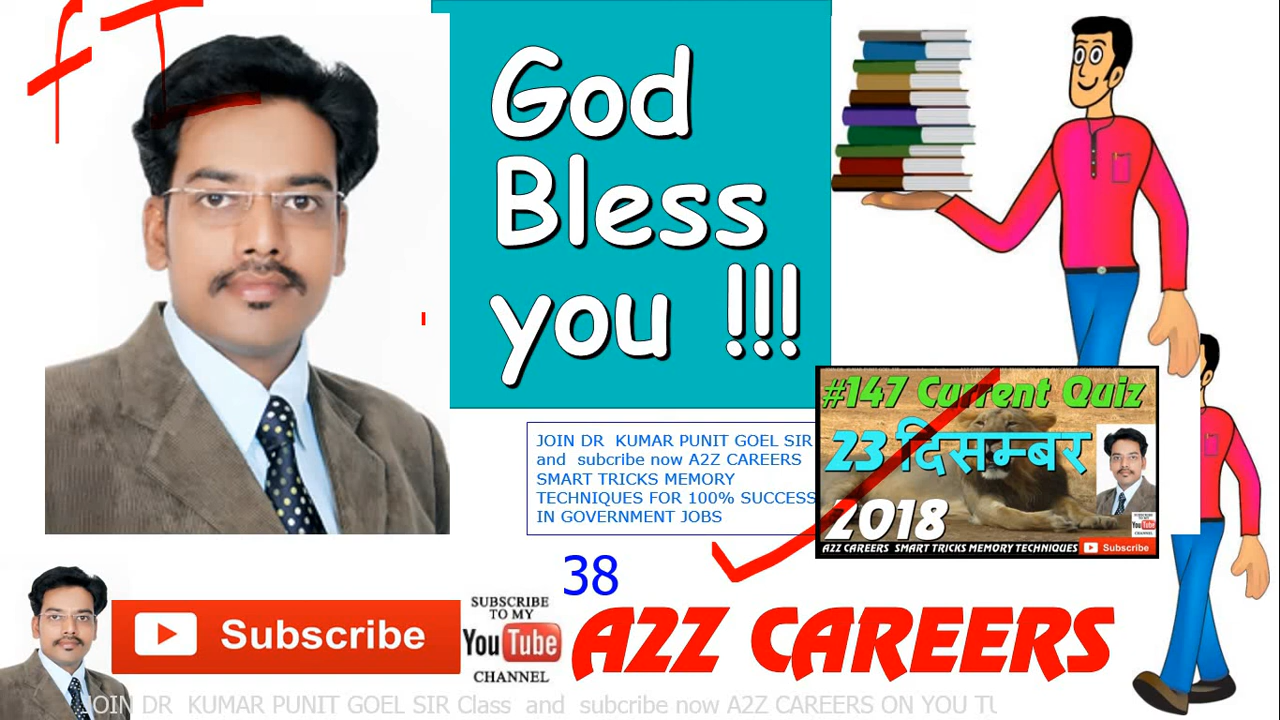 God
Bless
you !!!
JOIN DR KUMAR PUNIT GOEL SIR
and subcribe now A2Z CAREERS
SMART TRICKS MEMORY
TECHNIQUES FOR 100% SUCCESS
IN GOVERNMENT JOBS
#147 Current Quiz
23 दिसम्बर
2018
A2Z CAREERS SMART TRICKS MEMORY TECHNIQUES
Subscribe
38
Subscribe
SUBSCRIBE
TO MY
YouTube
CHANNEL
A2Z CAREERS
JOIN DR KUMAR PUNIT GOEL SIR Class and subcribe now A2Z CAREERS ON YOU TU